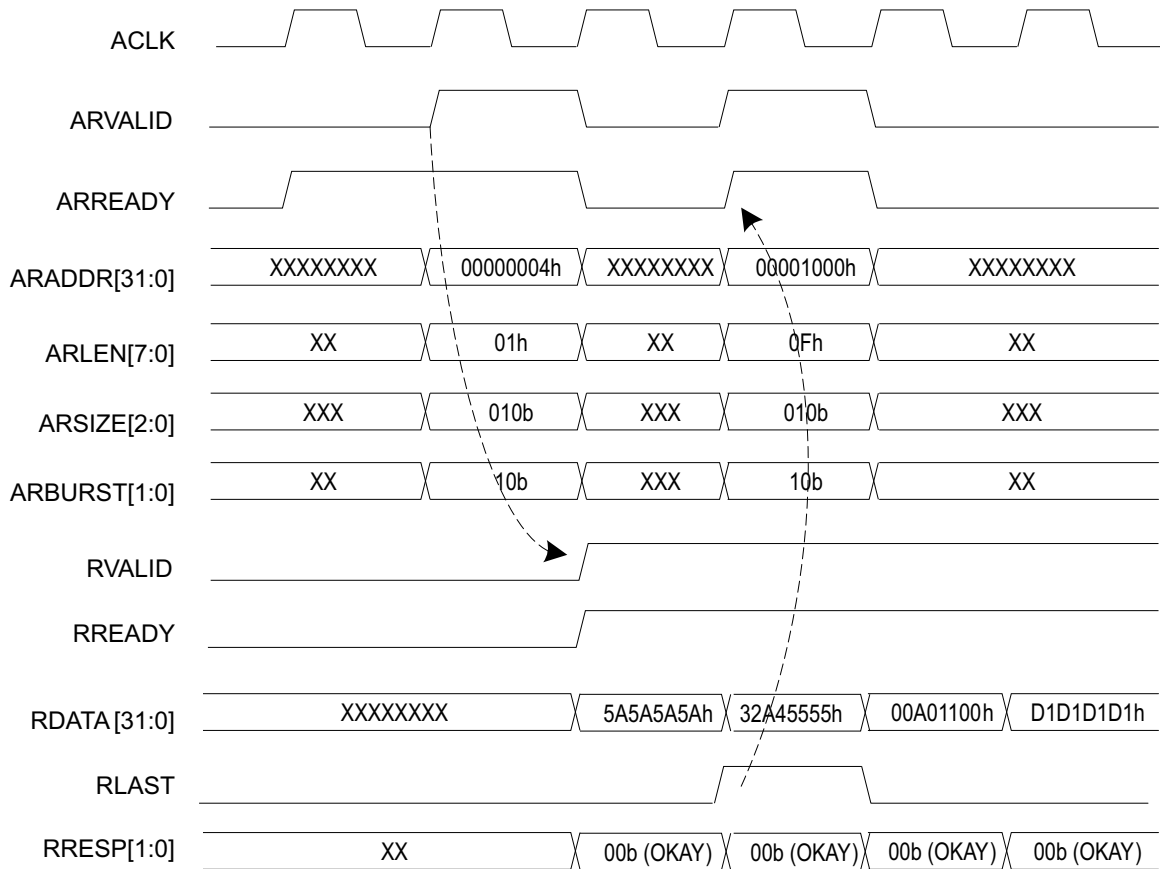 ACLK
ARVALID
ARREADY
ARADDR[31:0] XXXXXXXX 00000004h XXXXXXXX 00001000h XXXXXXXX
ARLEN[7:0] XX 01h XX 0Fh XX
ARSIZE[2:0] XXX 010b XXX 010b XXX
ARBURST[1:0] XX 10b XXX 10b XX
RVALID
RREADY
RDATA [31:0] XXXXXXXX 5A5A5A5Ah 32A45555h 00A01100h D1D1D1D1h
RLAST
RRESP[1:0] XX 00b (OKAY) 00b (OKAY) 00b (OKAY) 00b (OKAY)